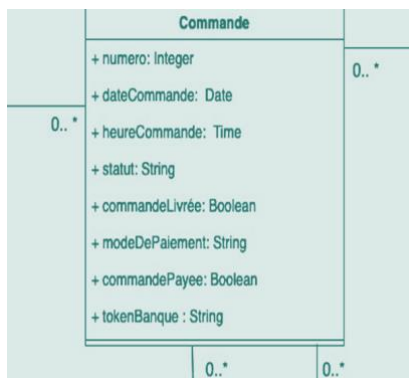 Commande
+ numero: Integer
0.. *
+ dateCommande: Date
0.. *
+ heureCommande: Time
+ statut: String
+ commandeLivrée: Boolean
+ modeDePaiement: String
+ commandePayee: Boolean
+ tokenBanque : String
0..*
0..*